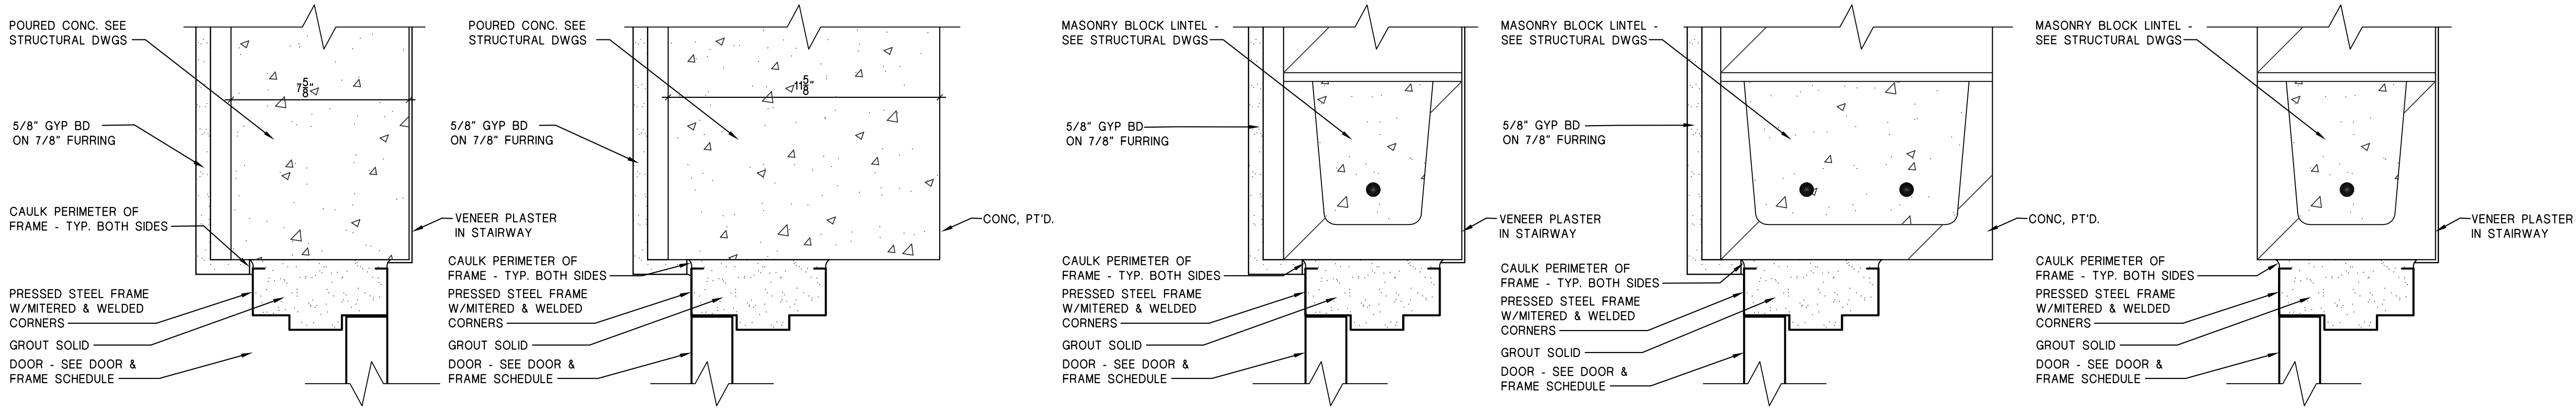 POURED CONC. SEE
STRUCTURAL DWGS
7 5/8"
5/8" GYP BD
ON 7/8" FURRING
CAULK PERIMETER OF
FRAME - TYP. BOTH SIDES
VENEER PLASTER
IN STAIRWAY
PRESSED STEEL FRAME
W/MITERED & WELDED
CORNERS
GROUT SOLID
DOOR - SEE DOOR &
FRAME SCHEDULE
POURED CONC. SEE
STRUCTURAL DWGS
11 5/8"
5/8" GYP BD
ON 7/8" FURRING
CONC, PT'D.
CAULK PERIMETER OF
FRAME - TYP. BOTH SIDES
PRESSED STEEL FRAME
W/MITERED & WELDED
CORNERS
GROUT SOLID
DOOR - SEE DOOR &
FRAME SCHEDULE
MASONRY BLOCK LINTEL -
SEE STRUCTURAL DWGS
5/8" GYP BD
ON 7/8" FURRING
VENEER PLASTER
IN STAIRWAY
CAULK PERIMETER OF
FRAME - TYP. BOTH SIDES
PRESSED STEEL FRAME
W/MITERED & WELDED
CORNERS
GROUT SOLID
DOOR - SEE DOOR &
FRAME SCHEDULE
MASONRY BLOCK LINTEL -
SEE STRUCTURAL DWGS
5/8" GYP BD
ON 7/8" FURRING
CONC, PT'D.
CAULK PERIMETER OF
FRAME - TYP. BOTH SIDES
PRESSED STEEL FRAME
W/MITERED & WELDED
CORNERS
GROUT SOLID
DOOR - SEE DOOR &
FRAME SCHEDULE
MASONRY BLOCK LINTEL -
SEE STRUCTURAL DWGS
VENEER PLASTER
IN STAIRWAY
CAULK PERIMETER OF
FRAME - TYP. BOTH SIDES
PRESSED STEEL FRAME
W/MITERED & WELDED
CORNERS
GROUT SOLID
DOOR - SEE DOOR &
FRAME SCHEDULE